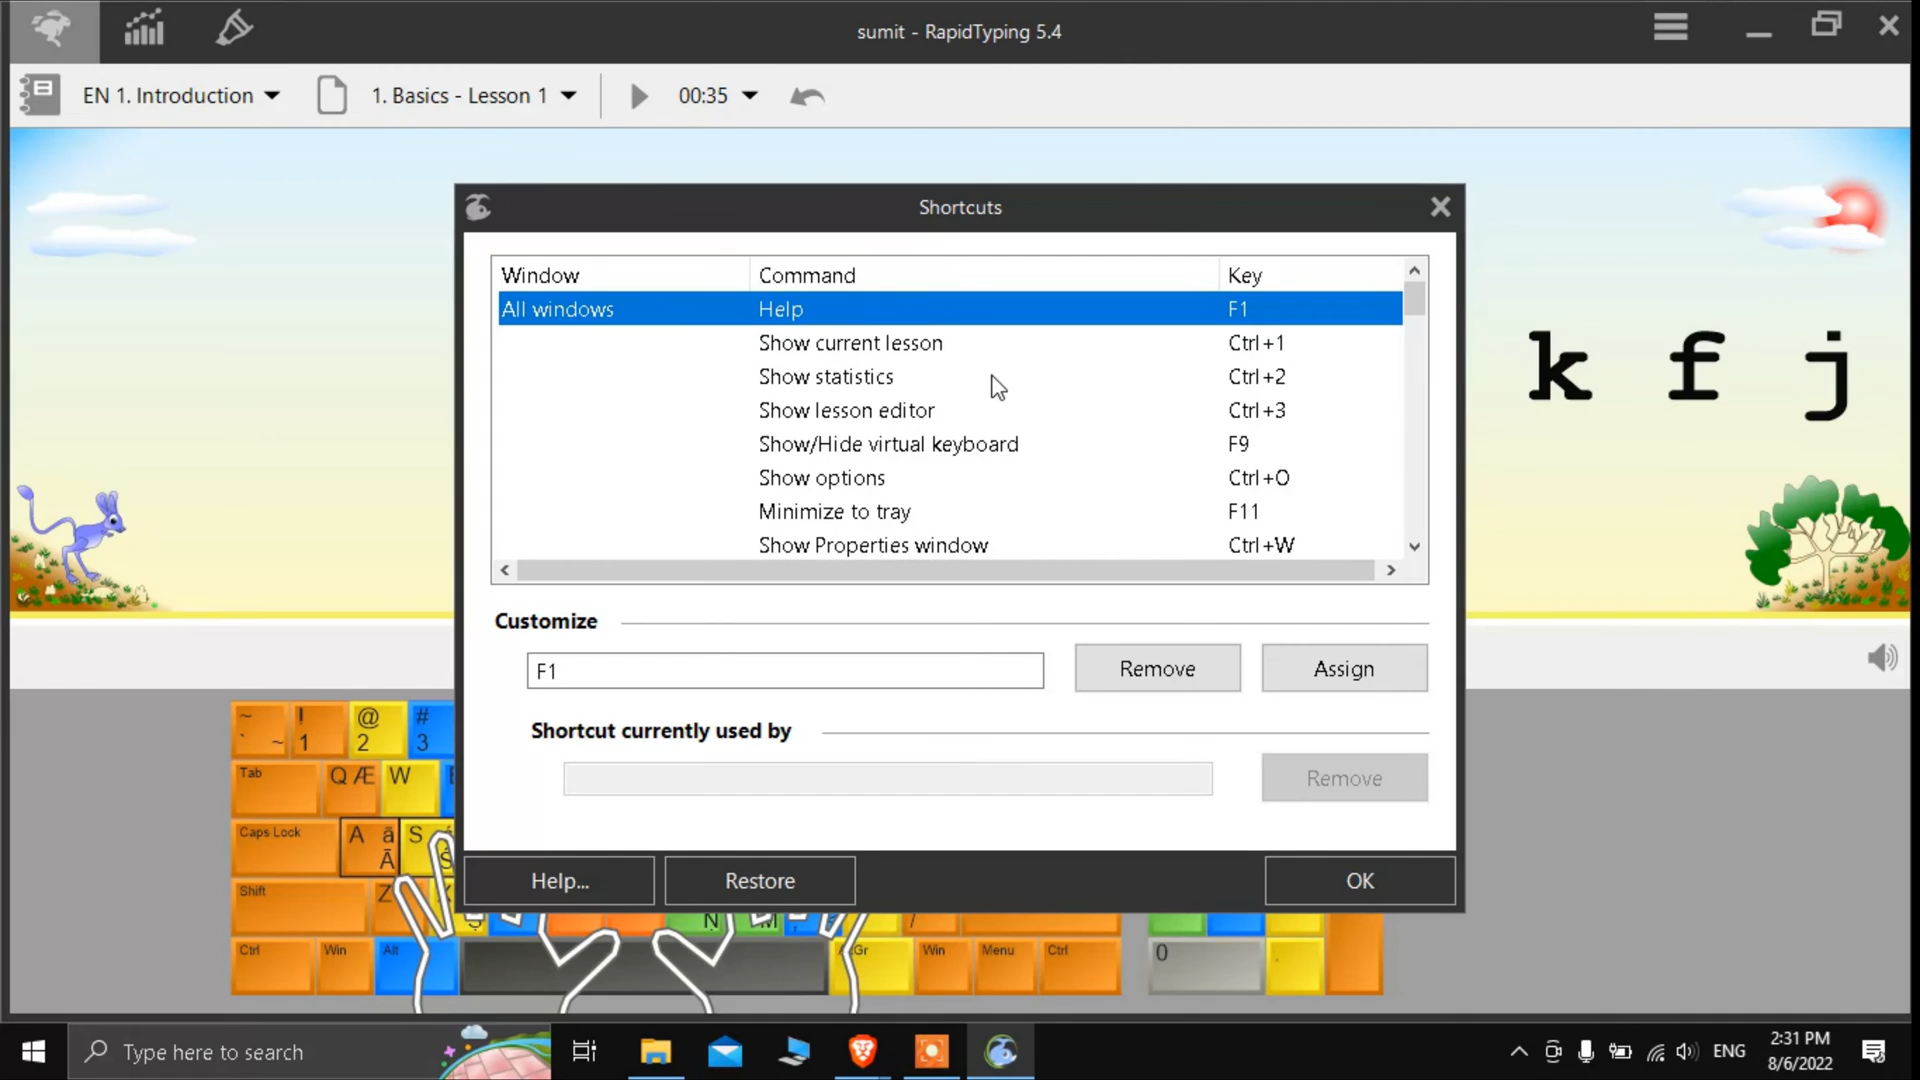 sumit - RapidTyping 5.4
EN 1. Introduction
1. Basics - Lesson 1
00:35
Shortcuts
Window Command Key
All windows Help F1
Show current lesson Ctrl+1
Show statistics Ctrl+2
Show lesson editor Ctrl+3
Show/Hide virtual keyboard F9
Show options Ctrl+O
Minimize to tray F11
Show Properties window Ctrl+W
k f j
Customize
F1 Remove Assign
Shortcut currently used by
Remove
Help... Restore OK
~ ! @ #
` ~ 1 2 3
Tab Q Æ W
Caps Lock A ā Ā S
Shift Z
Ṇ M /
Ctrl Win Alt Gr Win Menu Ctrl 0 .
Type here to search
ENG
2:31 PM
8/6/2022